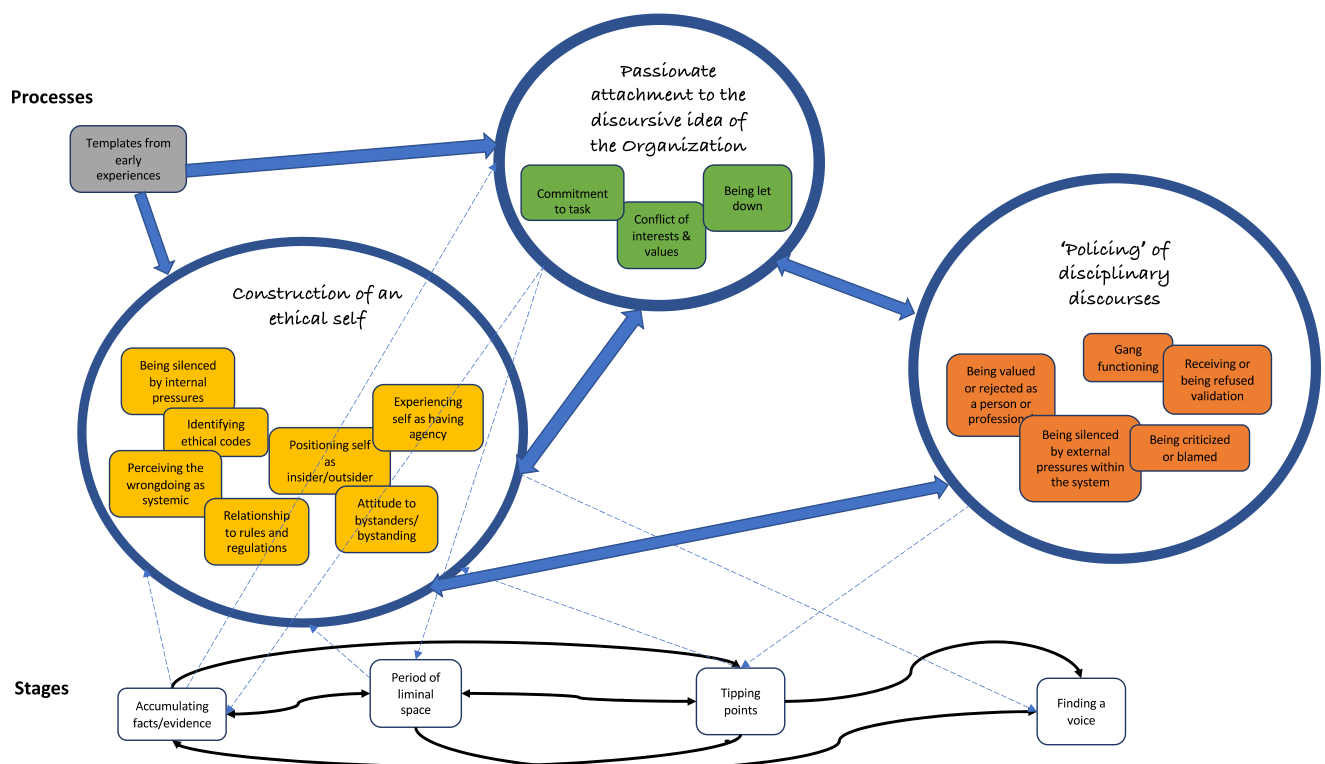 Processes
Templates from
early
experiences
Passionate
attachment to the
discursive idea of
the Organization
Commitment
to task
Conflict of
interests &
values
Being let
down
'Policing' of
disciplinary
discourses
Gang
functioning
Receiving or
being refused
validation
Being valued
or rejected as
a person or
Being silenced
by external
pressures within
the system
Being criticized
or blamed
Construction of an
ethical self
Being silenced
by internal
pressures
Identifying
ethical codes
Perceiving the
wrongdoing as
systemic
Relationship
to rules and
regulations
Positioning self
as
insider/outsider
Experiencing
self as having
agency
Attitude to
bystanders/
bystanding
Stages
Accumulating
facts/evidence
Period of
liminal
space
Tipping
points
Finding a
voice